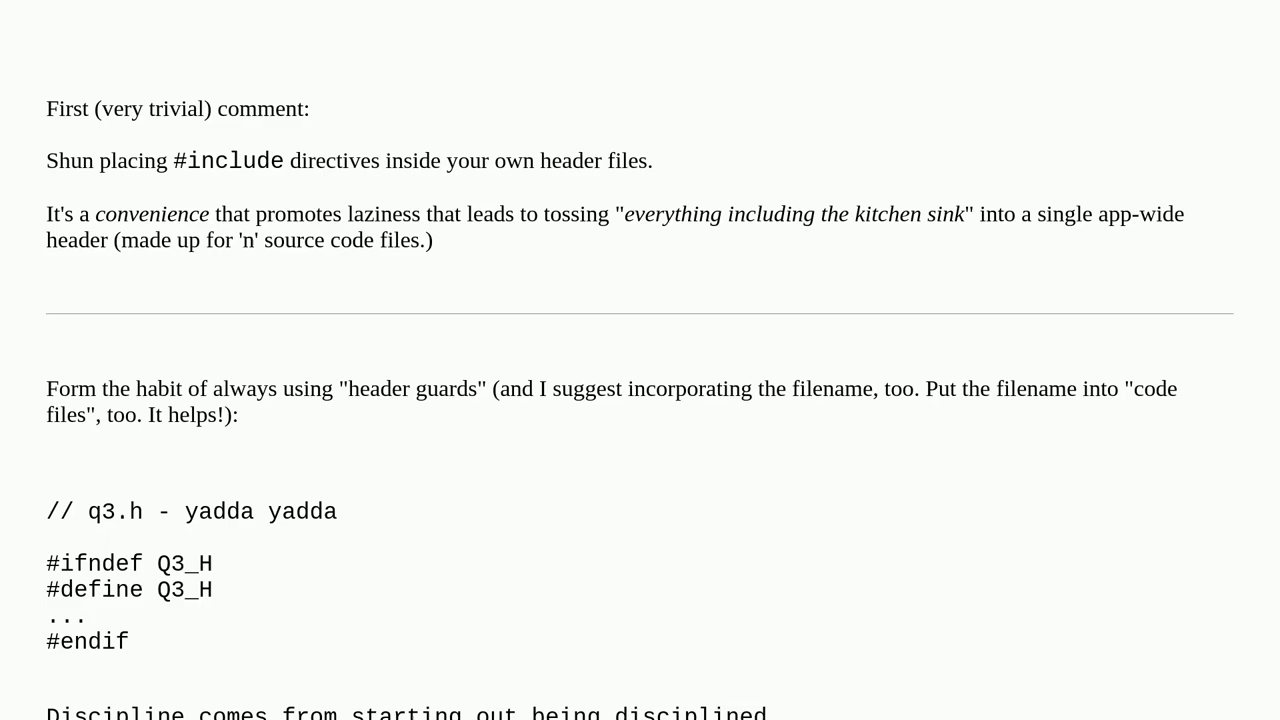 First (very trivial) comment:
Shun placing #include directives inside your own header files.
It's a convenience that promotes laziness that leads to tossing "everything including the kitchen sink" into a single app-wide
header (made up for 'n' source code files.)
Form the habit of always using "header guards" (and I suggest incorporating the filename, too. Put the filename into "code
files", too. It helps!):
// q3.h - yadda yadda
#ifndef Q3_H
#define Q3_H
...
#endif
Discipline comes from starting out being disciplined